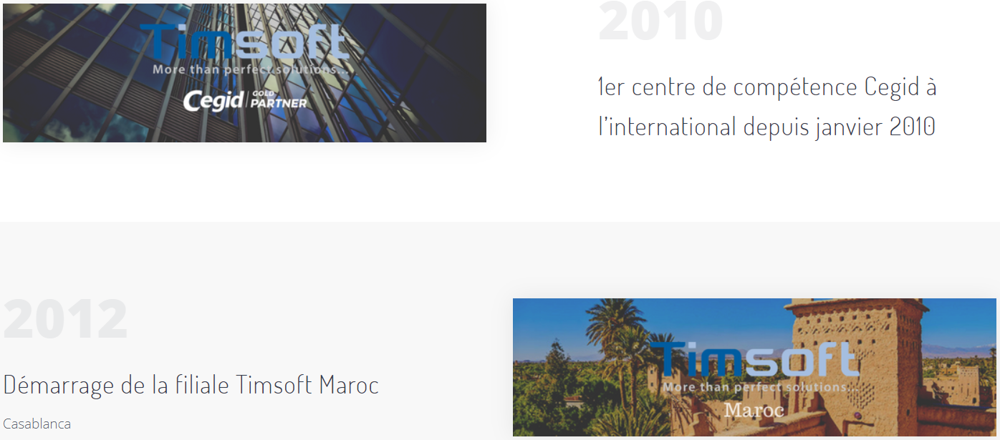 Timsoft
More than perfect solutions...
Cegid GOLD PARTNER
2010
1er centre de compétence Cegid à
l'international depuis janvier 2010
2012
Démarrage de la filiale Timsoft Maroc
Casablanca
Timsoft
More than perfect solutions...
Maroc